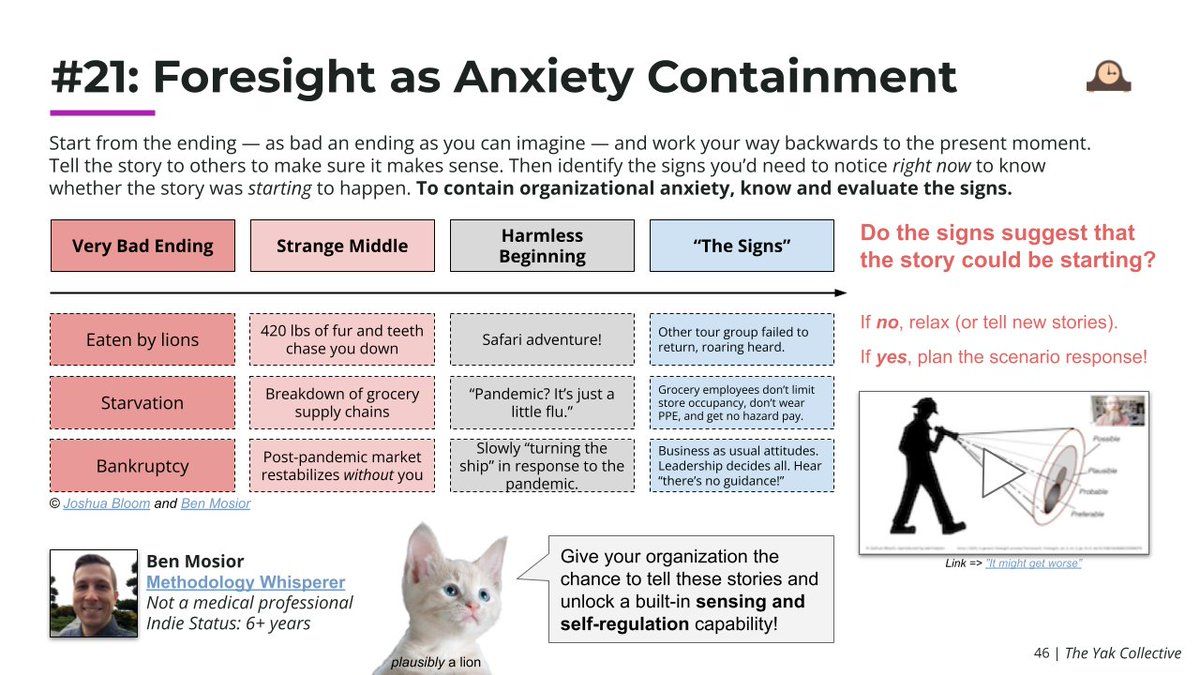 #21: Foresight as Anxiety Containment
Start from the ending — as bad an ending as you can imagine — and work your way backwards to the present moment.
Tell the story to others to make sure it makes sense. Then identify the signs you’d need to notice right now to know
whether the story was starting to happen. To contain organizational anxiety, know and evaluate the signs.
Very Bad Ending
Strange Middle
Harmless
Beginning
“The Signs”
Eaten by lions
420 lbs of fur and teeth
chase you down
Safari adventure!
Other tour group failed to
return, roaring heard.
Starvation
Breakdown of grocery
supply chains
“Pandemic? It’s just a
little flu.”
Grocery employees don’t limit
store occupancy, don’t wear
PPE, and get no hazard pay.
Bankruptcy
Post-pandemic market
restabilizes without you
Slowly “turning the
ship” in response to the
pandemic.
Business as usual attitudes.
Leadership decides all. Hear
“there’s no guidance!”
© Joshua Bloom and Ben Mosior
Do the signs suggest that
the story could be starting?
If no, relax (or tell new stories).
If yes, plan the scenario response!
Possible
Plausible
Probable
Preferable
Link => "It might get worse"
Ben Mosior
Methodology Whisperer
Not a medical professional
Indie Status: 6+ years
plausibly a lion
Give your organization the
chance to tell these stories and
unlock a built-in sensing and
self-regulation capability!
46 | The Yak Collective